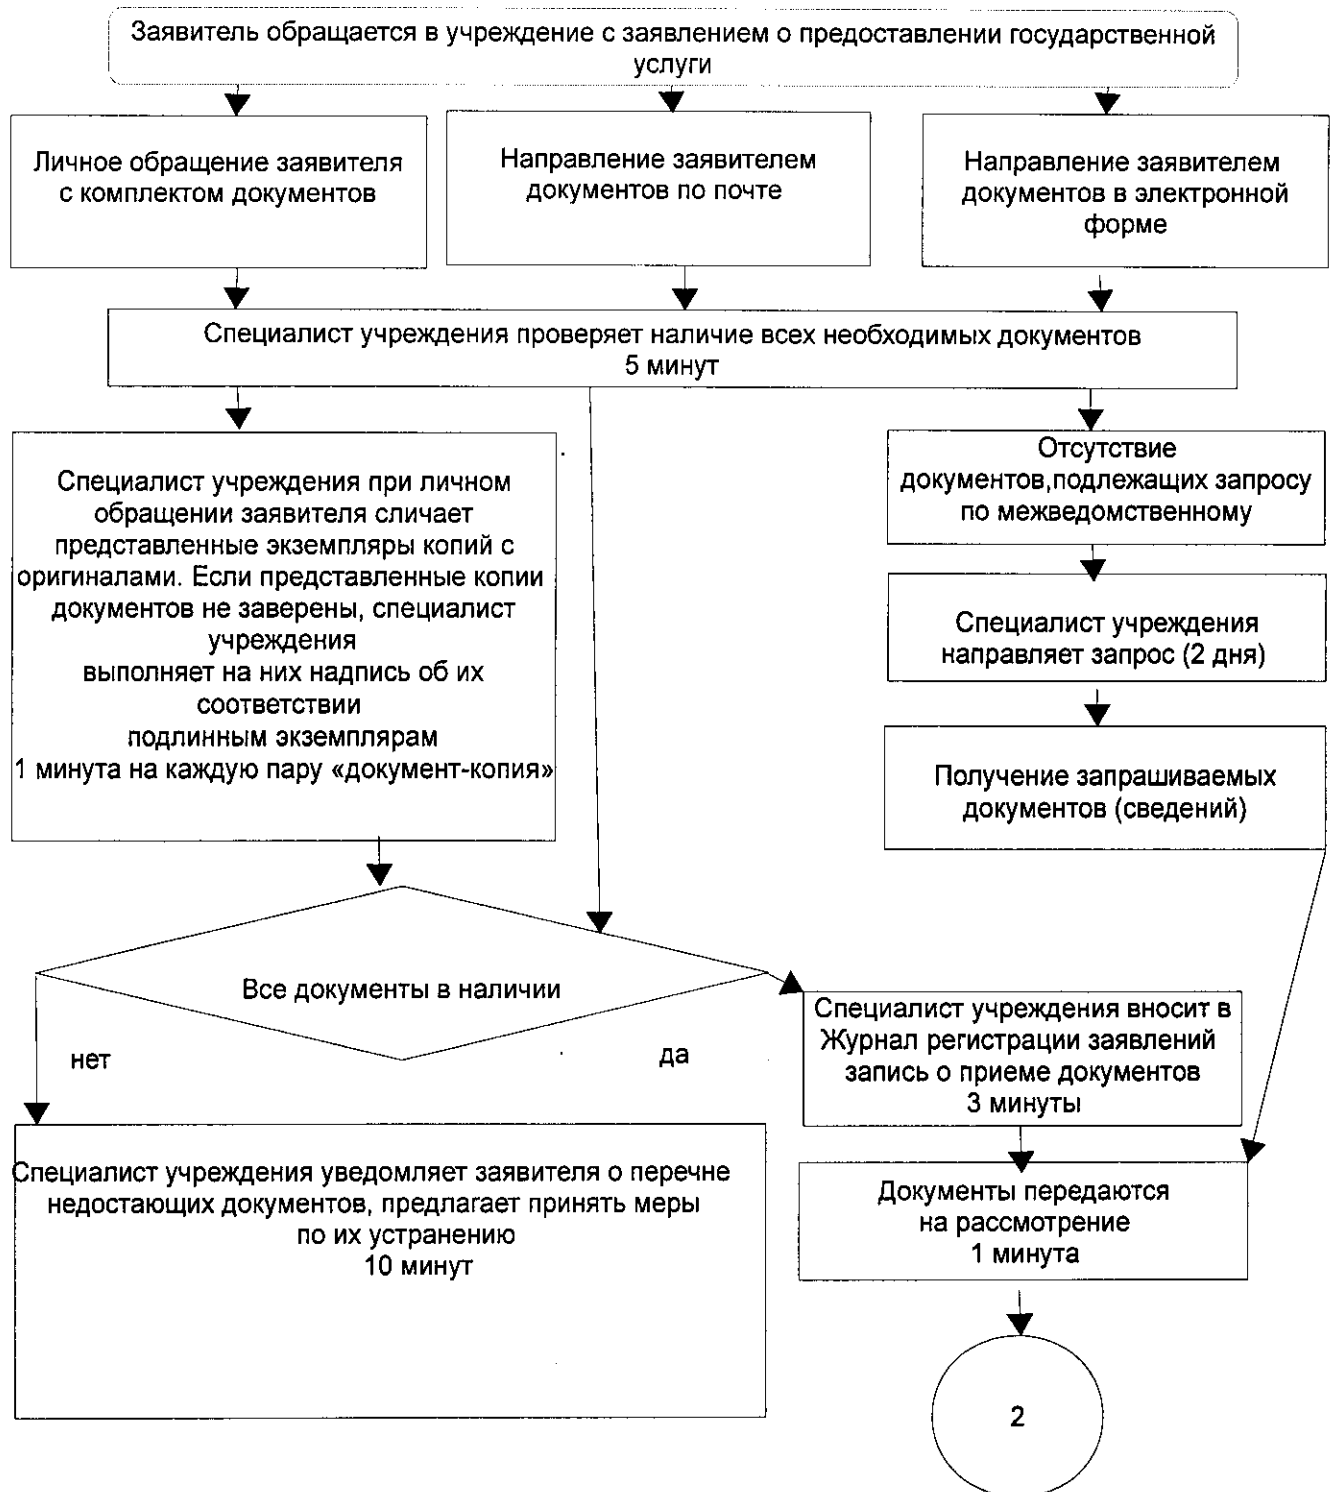 Заявитель обращается в учреждение с заявлением о предоставлении государственной
услуги
Личное обращение заявителя
с комплектом документов
Направление заявителем
документов по почте
Направление заявителем
документов в электронной
форме
Специалист учреждения проверяет наличие всех необходимых документов
5 минут
Специалист учреждения при личном
обращении заявителя сличает
представленные экземпляры копий с
оригиналами. Если представленные копии
документов не заверены, специалист
учреждения
выполняет на них надпись об их
соответствии
подлинным экземплярам
1 минута на каждую пару «документ-копия»
Отсутствие
документов,подлежащих запросу
по межведомственному
Специалист учреждения
направляет запрос (2 дня)
Получение запрашиваемых
документов (сведений)
Все документы в наличии
нет
да
Специалист учреждения вносит в
Журнал регистрации заявлений
запись о приеме документов
3 минуты
Специалист учреждения уведомляет заявителя о перечне
недостающих документов, предлагает принять меры
по их устранению
10 минут
Документы передаются
на рассмотрение
1 минута
2